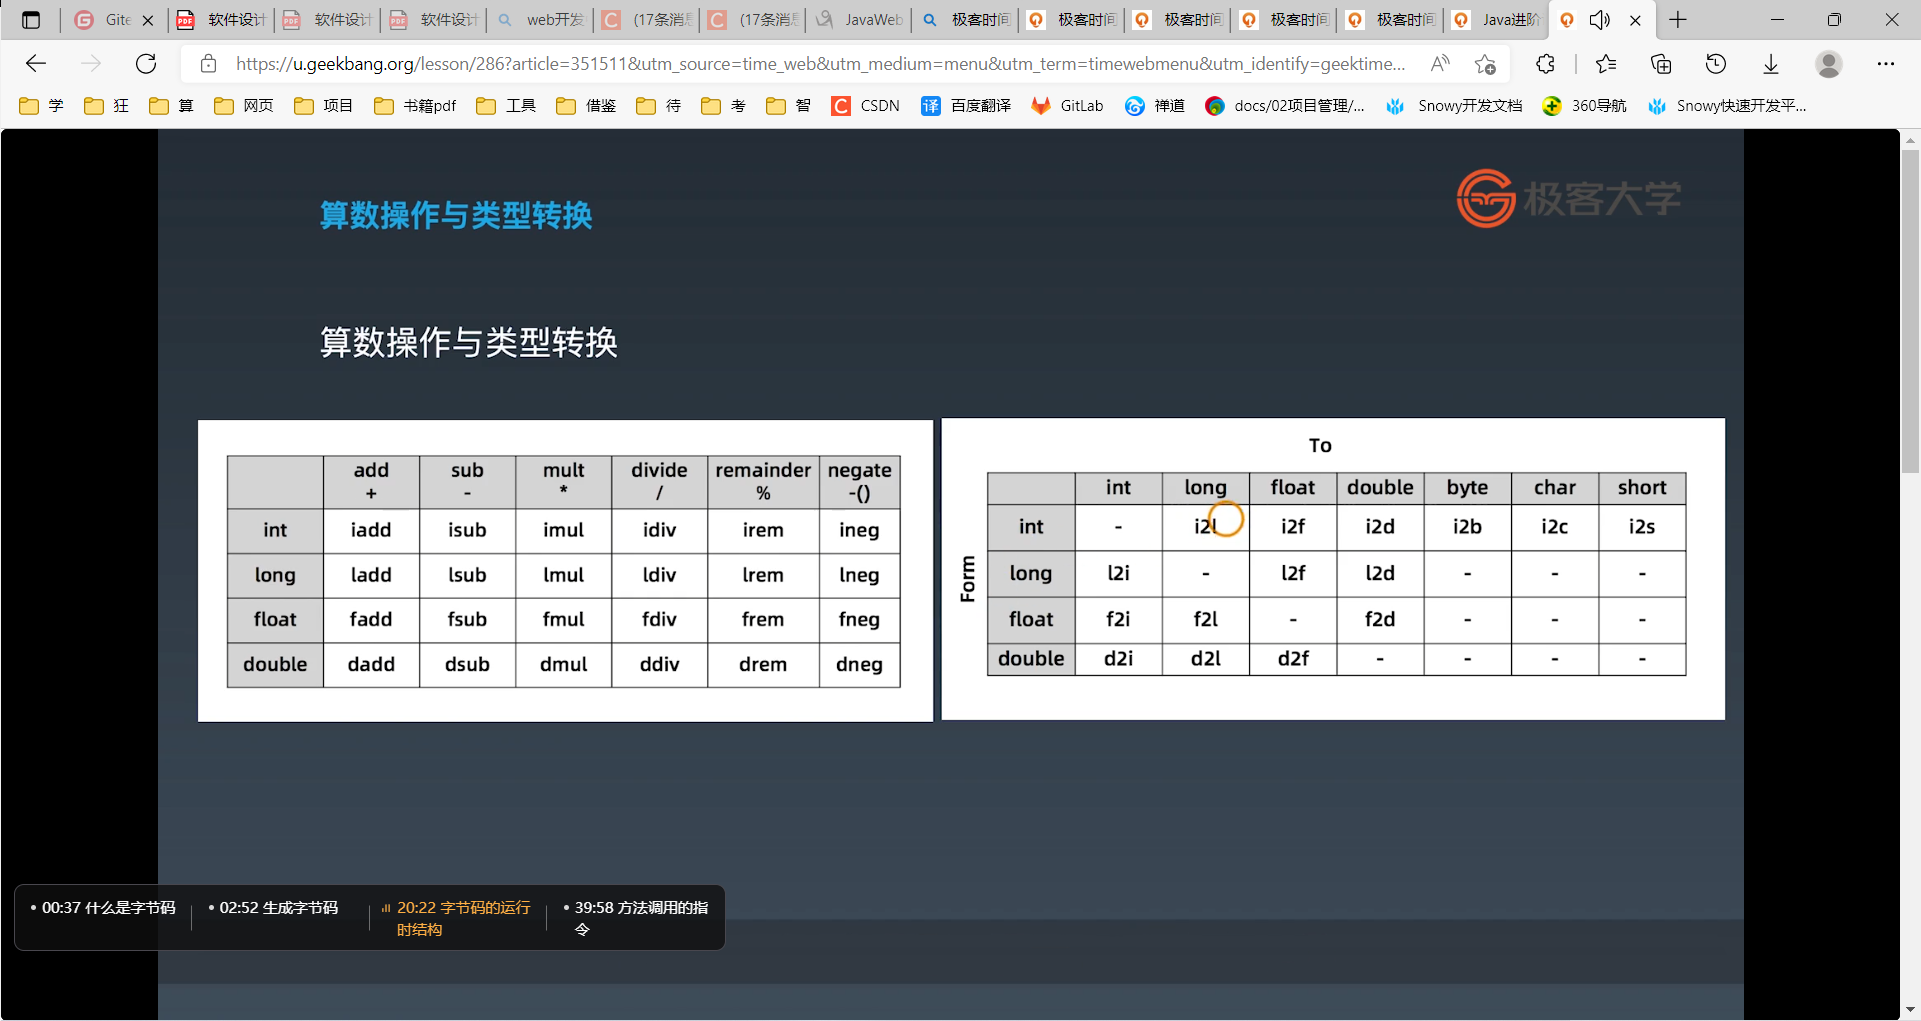 Gite
软件设计
软件设计
软件设计
web开发
(17条消息
(17条消息
JavaWeb
极客时间
极客时间
极客时间
极客时间
极客时间
Java进阶
https://u.geekbang.org/lesson/286?article=351511&utm_source=time_web&utm_medium=menu&utm_term=timewebmenu&utm_identify=geektime...
学 狂 算 网页 项目 书籍pdf 工具 借鉴 待 考 智 CSDN 译 百度翻译 GitLab 禅道 docs/02项目管理/... Snowy开发文档 360导航 Snowy快速开发平...
算数操作与类型转换
极客大学
算数操作与类型转换
add sub mult divide remainder negate
+ - * / % -()
int iadd isub imul idiv irem ineg
long ladd lsub lmul ldiv lrem lneg
float fadd fsub fmul fdiv frem fneg
double dadd dsub dmul ddiv drem dneg
To
Form
int long float double byte char short
int - i2l i2f i2d i2b i2c i2s
long l2i - l2f l2d - - -
float f2i f2l - f2d - - -
double d2i d2l d2f - - - -
• 00:37 什么是字节码
• 02:52 生成字节码
20:22 字节码的运行
时结构
• 39:58 方法调用的指
令